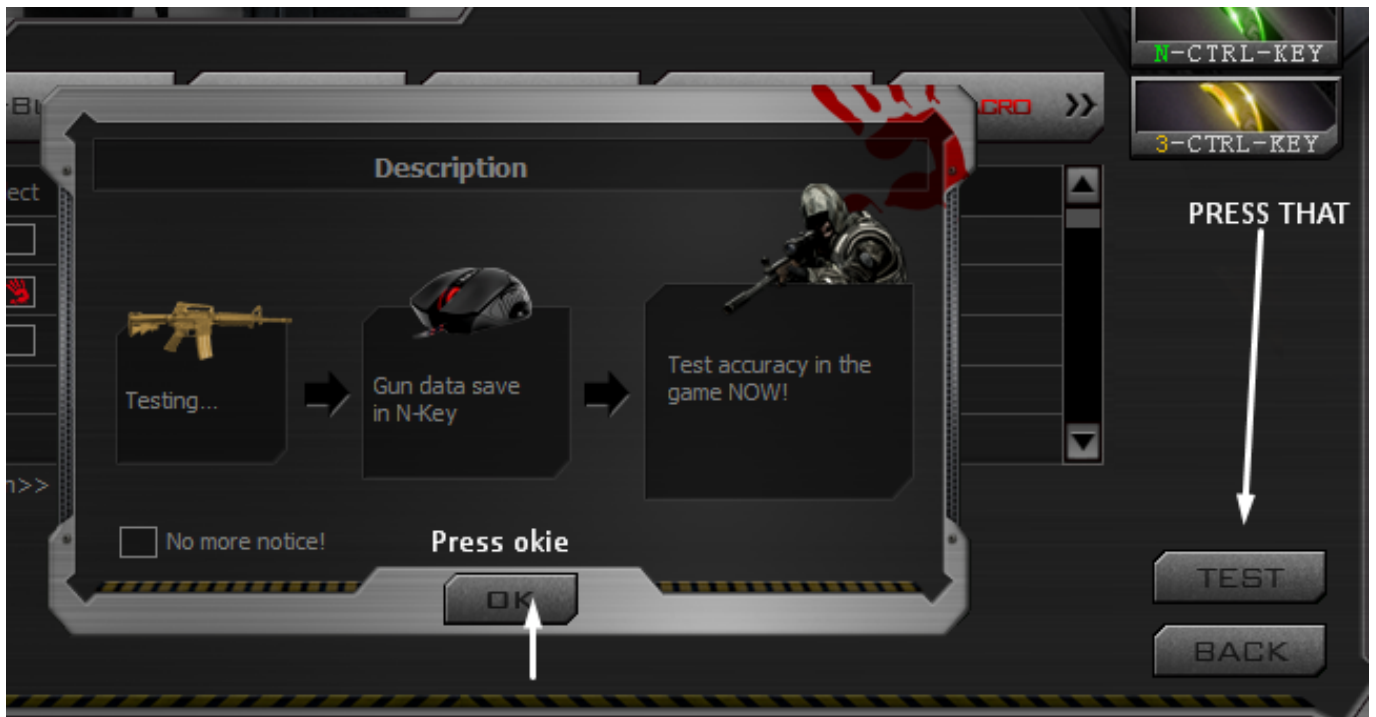 N-CTRL-KEY
3-CTRL-KEY
Description
PRESS THAT
Testing...
Gun data save
in N-Key
Test accuracy in the
game NOW!
No more notice!
Press okie
OK
TEST
BACK